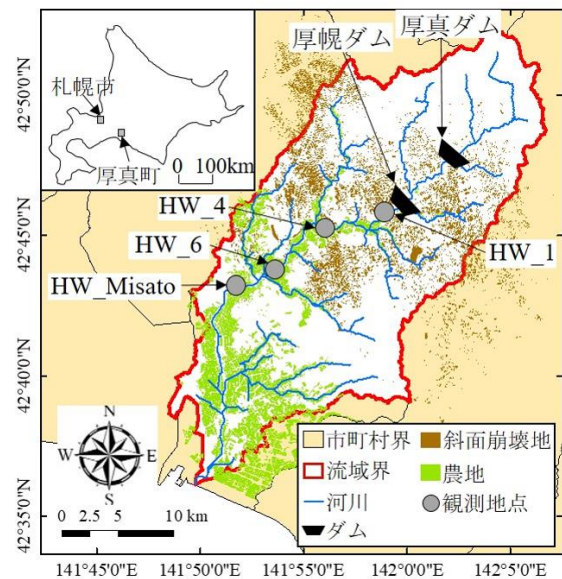 厚幌ダム
厚真ダム
札幌市
厚真町
0 100km
HW_4
HW_6
HW_Misato
HW_1
42°50'0"N
42°45'0"N
42°40'0"N
42°35'0"N
N
W
E
S
0 2.5 5 10 km
市町村界
流域界
河川
ダム
斜面崩壊地
農地
観測地点
141°45'0"E
141°50'0"E
141°55'0"E
142°0'0"E
142°5'0"E